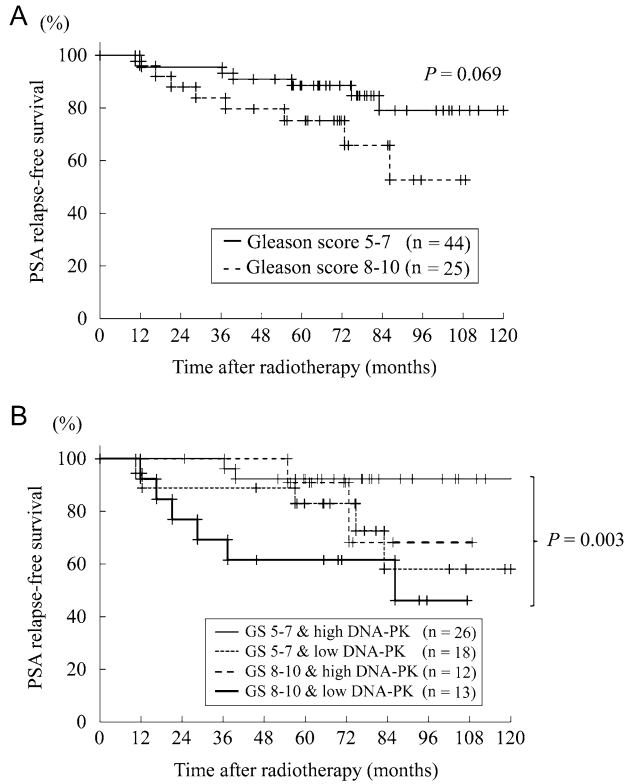 A
(%)
100
80
60
40
20
0
PSA relapse-free survival
P = 0.069
Gleason score 5-7 (n = 44)
Gleason score 8-10 (n = 25)
0 12 24 36 48 60 72 84 96 108 120
Time after radiotherapy (months)
B
(%)
100
80
60
40
20
0
PSA relapse-free survival
P = 0.003
GS 5-7 & high DNA-PK (n = 26)
GS 5-7 & low DNA-PK (n = 18)
GS 8-10 & high DNA-PK (n = 12)
GS 8-10 & low DNA-PK (n = 13)
0 12 24 36 48 60 72 84 96 108 120
Time after radiotherapy (months)